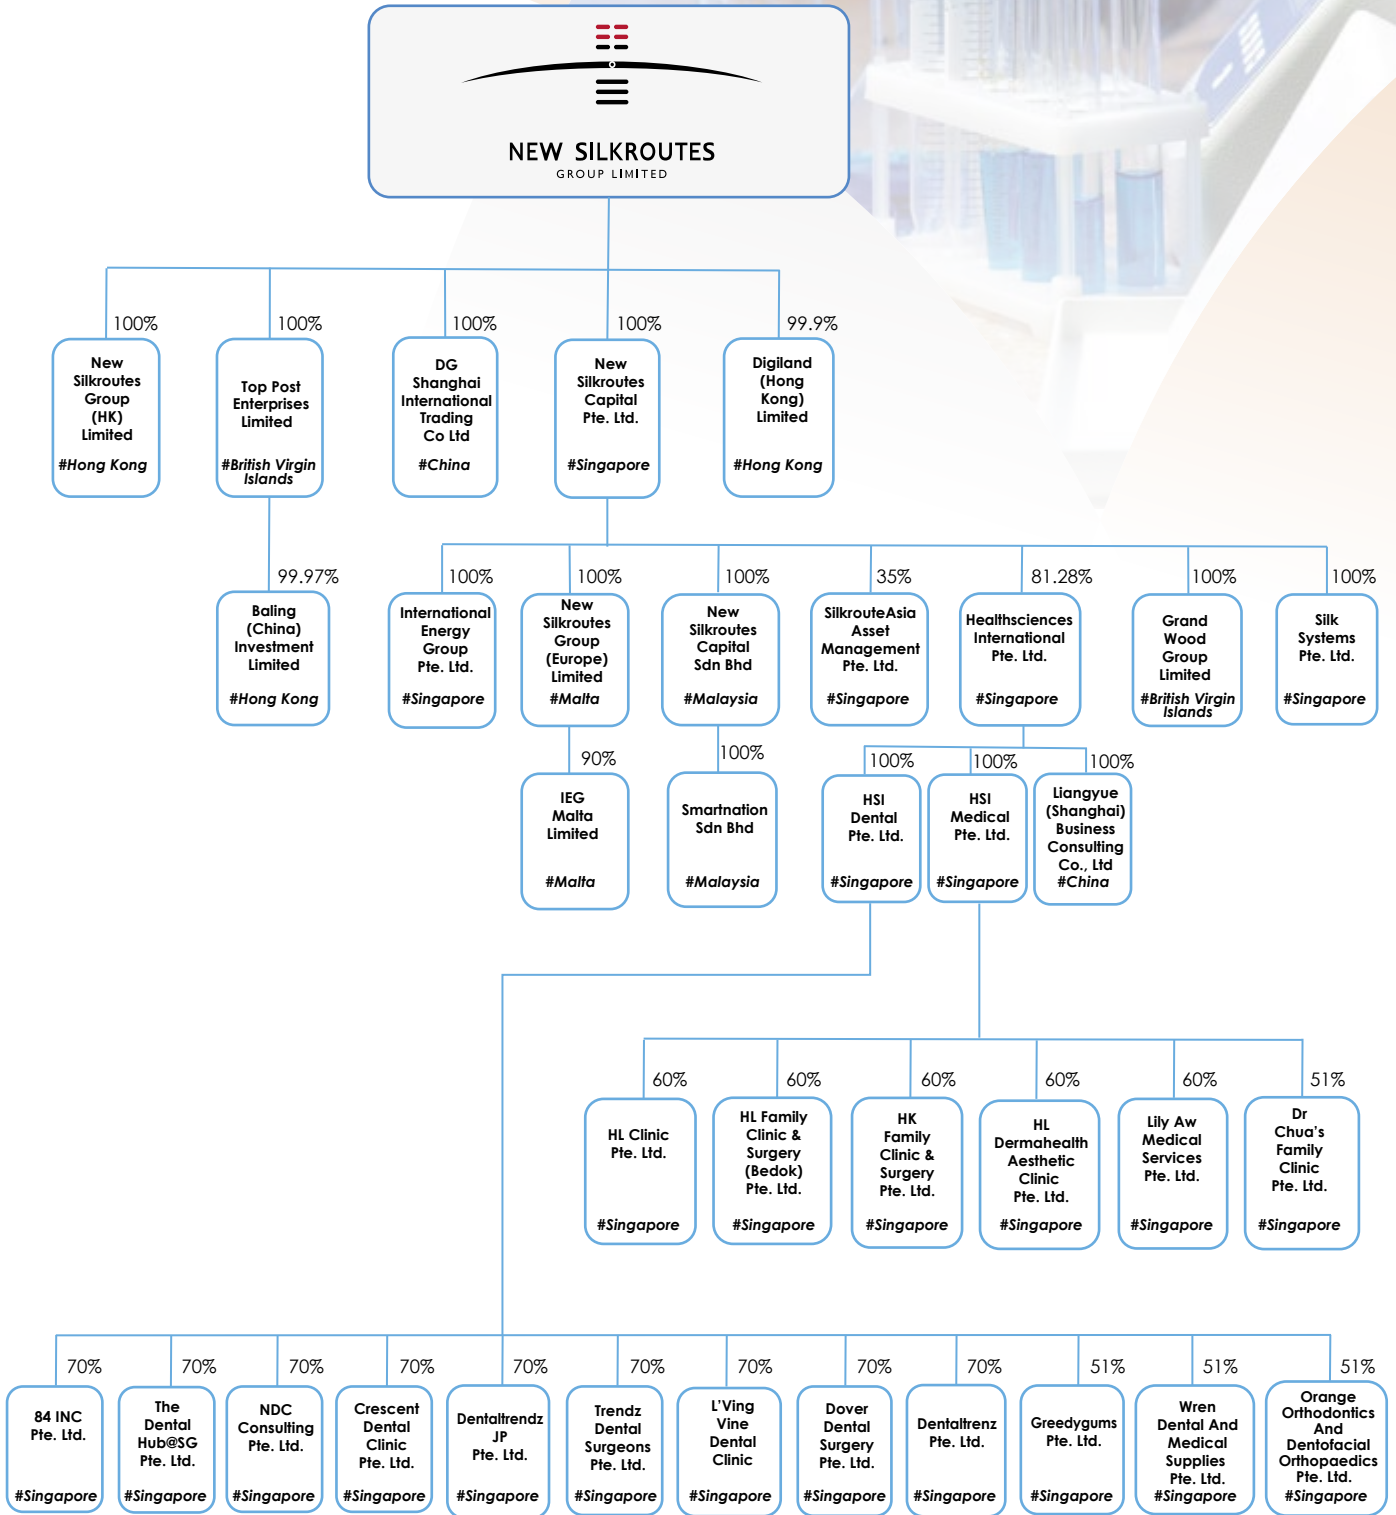 NEW SILKROUTES
GROUP LIMITED
100%
100%
100%
100%
99.9%
New
Silkroutes
Group
(HK)
Limited
#Hong Kong
Top Post
Enterprises
Limited
#British Virgin
Islands
DG
Shanghai
International
Trading
Co Ltd
#China
New
Silkroutes
Capital
Pte. Ltd.
#Singapore
Digiland
(Hong
Kong)
Limited
#Hong Kong
99.97%
100%
100%
100%
35%
81.28%
100%
100%
Baling
(China)
Investment
Limited
#Hong Kong
International
Energy
Group
Pte. Ltd.
#Singapore
New
Silkroutes
Group
(Europe)
Limited
#Malta
New
Silkroutes
Capital
Sdn Bhd
#Malaysia
SilkrouteAsia
Asset
Management
Pte. Ltd.
#Singapore
Healthsciences
International
Pte. Ltd.
#Singapore
Grand
Wood
Group
Limited
#British Virgin
Islands
Silk
Systems
Pte. Ltd.
#Singapore
90%
100%
100%
100%
100%
IEG
Malta
Limited
#Malta
Smartnation
Sdn Bhd
#Malaysia
HSI
Dental
Pte. Ltd.
#Singapore
HSI
Medical
Pte. Ltd.
#Singapore
Liangyue
(Shanghai)
Business
Consulting
Co., Ltd
#China
60%
60%
60%
60%
60%
51%
HL Clinic
Pte. Ltd.
#Singapore
HL Family
Clinic &
Surgery
(Bedok)
Pte. Ltd.
#Singapore
HK
Family
Clinic &
Surgery
Pte. Ltd.
#Singapore
HL
Dermahealth
Aesthetic
Clinic
Pte. Ltd.
#Singapore
Lily Aw
Medical
Services
Pte. Ltd.
#Singapore
Dr
Chua's
Family
Clinic
Pte. Ltd.
#Singapore
70%
70%
70%
70%
70%
70%
70%
70%
70%
51%
51%
51%
84 INC
Pte. Ltd.
#Singapore
The
Dental
Hub@SG
Pte. Ltd.
#Singapore
NDC
Consulting
Pte. Ltd.
#Singapore
Crescent
Dental
Clinic
Pte. Ltd.
#Singapore
Dentaltrendz
JP
Pte. Ltd.
#Singapore
Trendz
Dental
Surgeons
Pte. Ltd.
#Singapore
L'Ving
Vine
Dental
Clinic
#Singapore
Dover
Dental
Surgery
Pte. Ltd.
#Singapore
Dentaltrenz
Pte. Ltd.
#Singapore
Greedygums
Pte. Ltd.
#Singapore
Wren
Dental And
Medical
Supplies
Pte. Ltd.
#Singapore
Orange
Orthodontics
And
Dentofacial
Orthopaedics
Pte. Ltd.
#Singapore